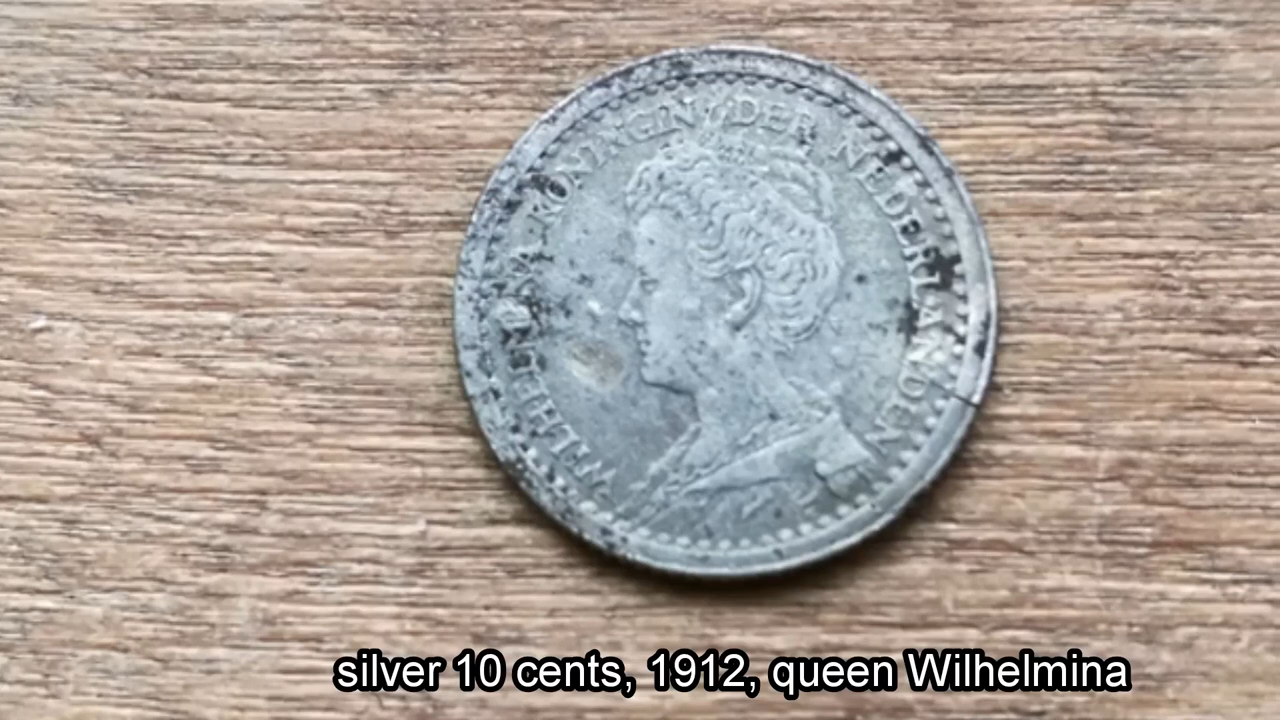 WILHELMINA KONINGIN DER NEDERLANDEN
silver 10 cents, 1912, queen Wilhelmina